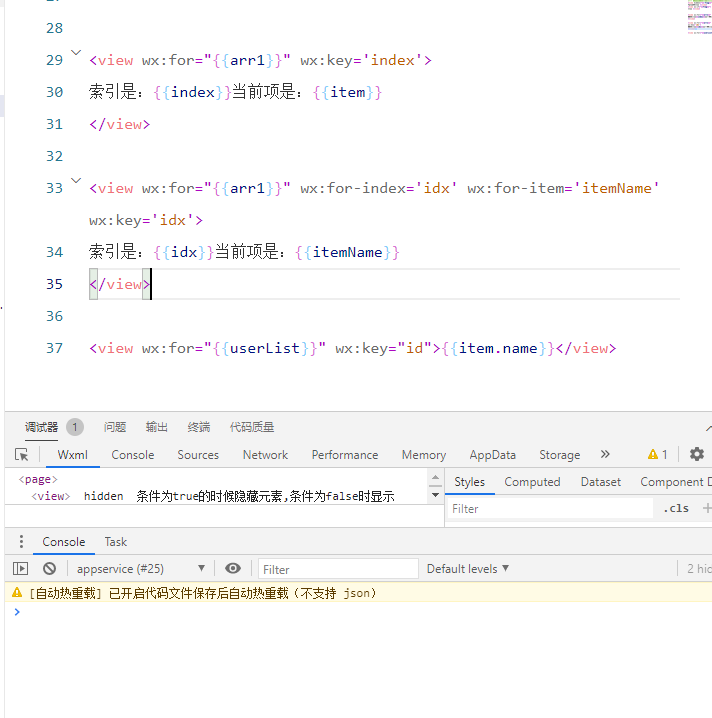 28
29 <view wx:for="{{arr1}}" wx:key='index'>
30 索引是：{{index}}当前项是：{{item}}
31 </view>
32
33 <view wx:for="{{arr1}}" wx:for-index='idx' wx:for-item='itemName'
wx:key='idx'>
34 索引是：{{idx}}当前项是：{{itemName}}
35 </view>
36
37 <view wx:for="{{userList}}" wx:key="id">{{item.name}}</view>
调试器 1 问题 输出 终端 代码质量
Wxml Console Sources Network Performance Memory AppData Storage » 1
<page>
<view> hidden 条件为true的时候隐藏元素,条件为false时显示
Styles Computed Dataset Component D
Filter .cls +
Console Task
appservice (#25) ▼ Filter Default levels ▼ 2 hid
[自动热重载] 已开启代码文件保存后自动热重载（不支持 json）
>